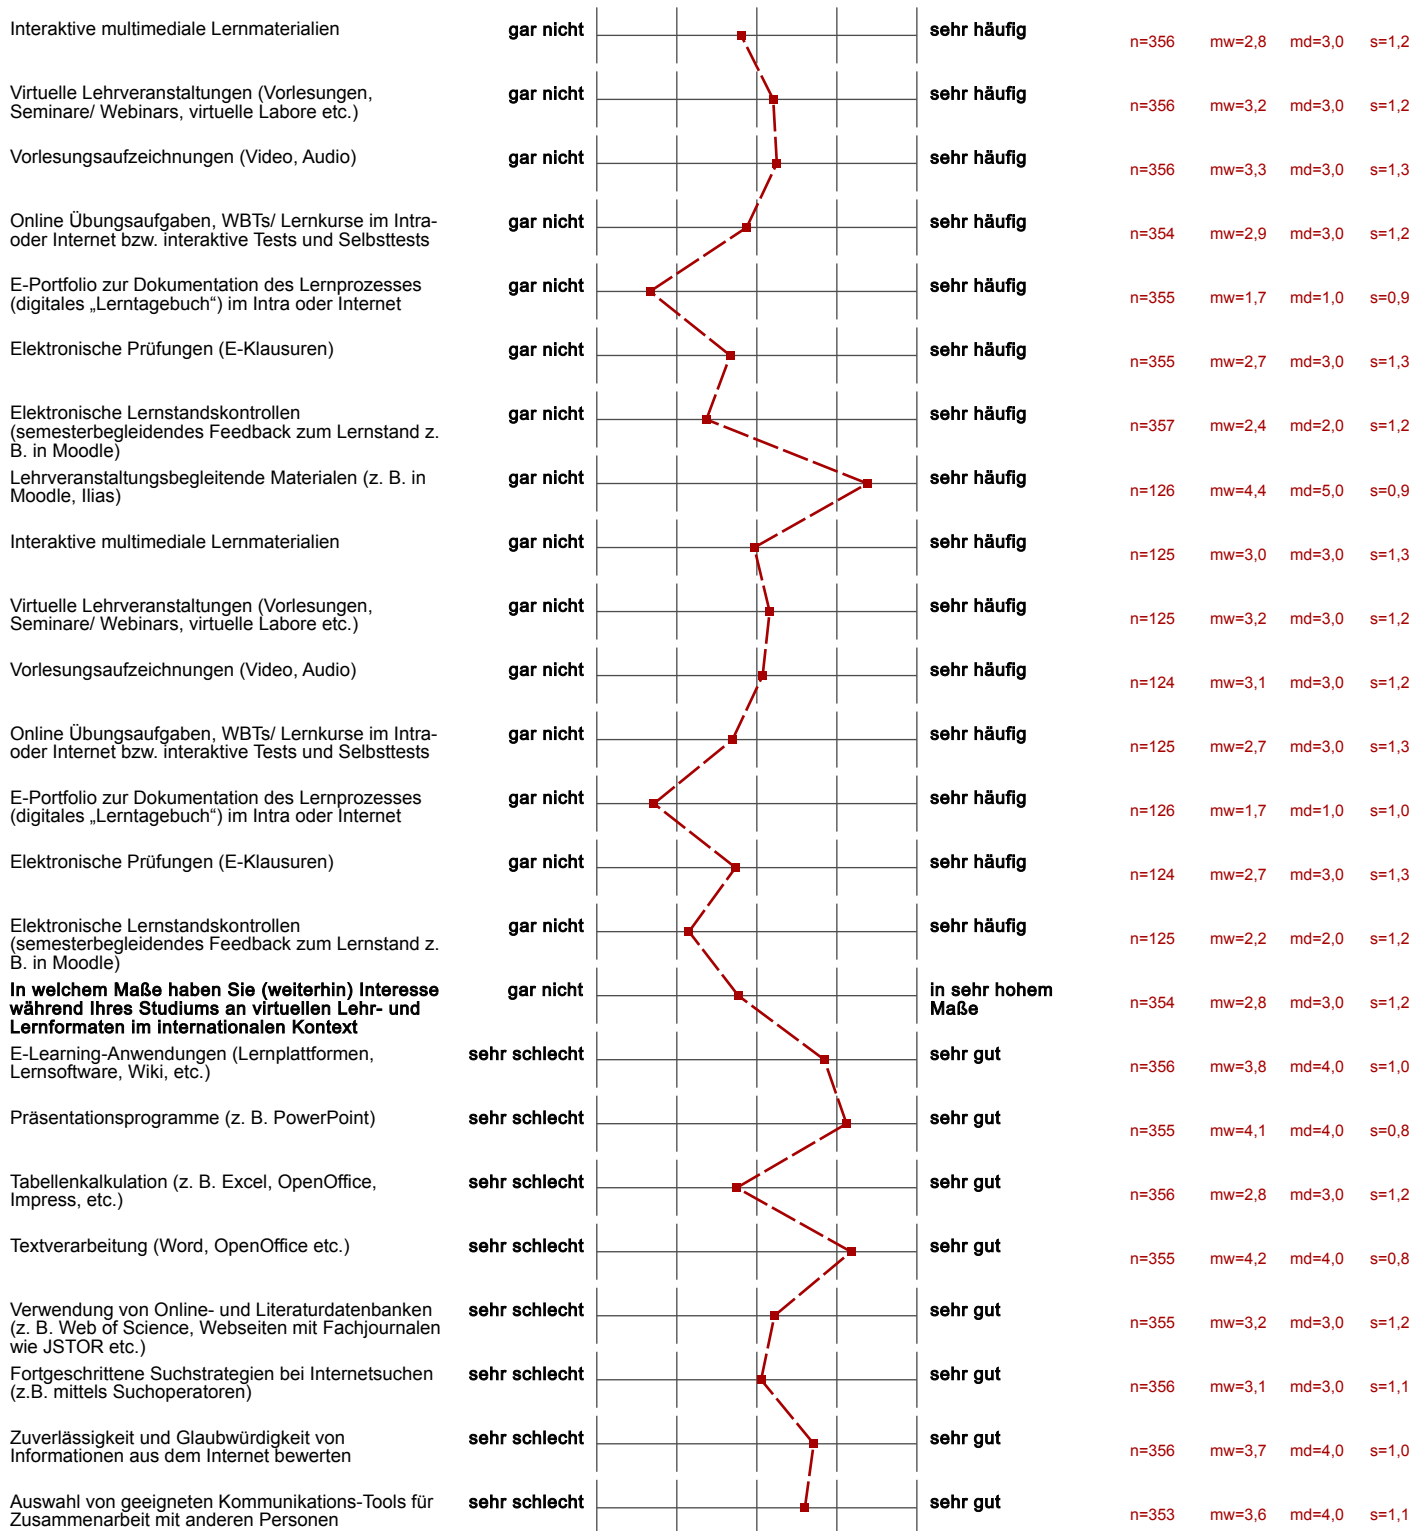 Interaktive multimediale Lernmaterialien gar nicht sehr häufig n=356 mw=2,8 md=3,0 s=1,2
Virtuelle Lehrveranstaltungen (Vorlesungen, gar nicht sehr häufig n=356 mw=3,2 md=3,0 s=1,2
Seminare/ Webinars, virtuelle Labore etc.)
Vorlesungsaufzeichnungen (Video, Audio) gar nicht sehr häufig n=356 mw=3,3 md=3,0 s=1,3
Online Übungsaufgaben, WBTs/ Lernkurse im Intra- gar nicht sehr häufig n=354 mw=2,9 md=3,0 s=1,2
oder Internet bzw. interaktive Tests und Selbsttests
E-Portfolio zur Dokumentation des Lernprozesses gar nicht sehr häufig n=355 mw=1,7 md=1,0 s=0,9
(digitales „Lerntagebuch“) im Intra oder Internet
Elektronische Prüfungen (E-Klausuren) gar nicht sehr häufig n=355 mw=2,7 md=3,0 s=1,3
Elektronische Lernstandskontrollen gar nicht sehr häufig n=357 mw=2,4 md=2,0 s=1,2
(semesterbegleidendes Feedback zum Lernstand z.
B. in Moodle)
Lehrveranstaltungsbegleitende Materialen (z. B. in gar nicht sehr häufig n=126 mw=4,4 md=5,0 s=0,9
Moodle, Ilias)
Interaktive multimediale Lernmaterialien gar nicht sehr häufig n=125 mw=3,0 md=3,0 s=1,3
Virtuelle Lehrveranstaltungen (Vorlesungen, gar nicht sehr häufig n=125 mw=3,2 md=3,0 s=1,2
Seminare/ Webinars, virtuelle Labore etc.)
Vorlesungsaufzeichnungen (Video, Audio) gar nicht sehr häufig n=124 mw=3,1 md=3,0 s=1,2
Online Übungsaufgaben, WBTs/ Lernkurse im Intra- gar nicht sehr häufig n=125 mw=2,7 md=3,0 s=1,3
oder Internet bzw. interaktive Tests und Selbsttests
E-Portfolio zur Dokumentation des Lernprozesses gar nicht sehr häufig n=126 mw=1,7 md=1,0 s=1,0
(digitales „Lerntagebuch“) im Intra oder Internet
Elektronische Prüfungen (E-Klausuren) gar nicht sehr häufig n=124 mw=2,7 md=3,0 s=1,3
Elektronische Lernstandskontrollen gar nicht sehr häufig n=125 mw=2,2 md=2,0 s=1,2
(semesterbegleidendes Feedback zum Lernstand z.
B. in Moodle)
In welchem Maße haben Sie (weiterhin) Interesse gar nicht in sehr hohem n=354 mw=2,8 md=3,0 s=1,2
während Ihres Studiums an virtuellen Lehr- und Maße
Lernformaten im internationalen Kontext
E-Learning-Anwendungen (Lernplattformen, sehr schlecht sehr gut n=356 mw=3,8 md=4,0 s=1,0
Lernsoftware, Wiki, etc.)
Präsentationsprogramme (z. B. PowerPoint) sehr schlecht sehr gut n=355 mw=4,1 md=4,0 s=0,8
Tabellenkalkulation (z. B. Excel, OpenOffice, sehr schlecht sehr gut n=356 mw=2,8 md=3,0 s=1,2
Impress, etc.)
Textverarbeitung (Word, OpenOffice etc.) sehr schlecht sehr gut n=355 mw=4,2 md=4,0 s=0,8
Verwendung von Online- und Literaturdatenbanken sehr schlecht sehr gut n=355 mw=3,2 md=3,0 s=1,2
(z. B. Web of Science, Webseiten mit Fachjournalen
wie JSTOR etc.)
Fortgeschrittene Suchstrategien bei Internetsuchen sehr schlecht sehr gut n=356 mw=3,1 md=3,0 s=1,1
(z.B. mittels Suchoperatoren)
Zuverlässigkeit und Glaubwürdigkeit von sehr schlecht sehr gut n=356 mw=3,7 md=4,0 s=1,0
Informationen aus dem Internet bewerten
Auswahl von geeigneten Kommunikations-Tools für sehr schlecht sehr gut n=353 mw=3,6 md=4,0 s=1,1
Zusammenarbeit mit anderen Personen